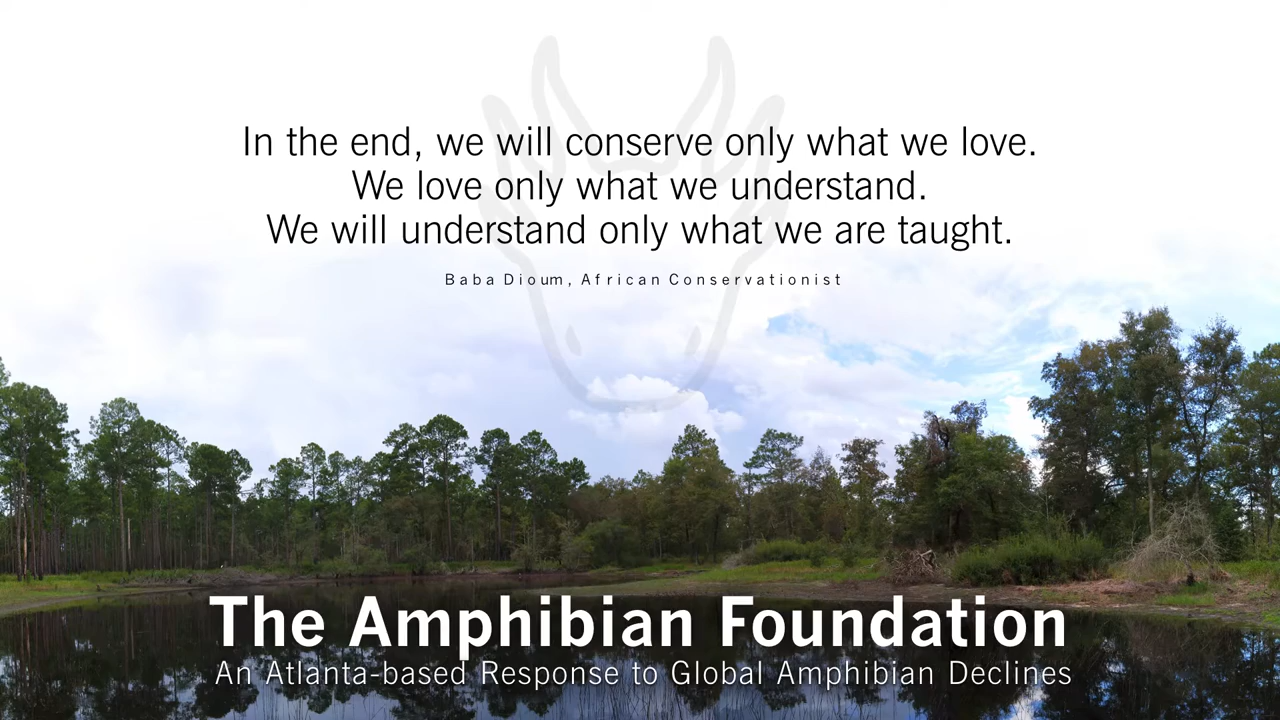 In the end, we will conserve only what we love.
We love only what we understand.
We will understand only what we are taught.
Baba Dioum, African Conservationist
The Amphibian Foundation
An Atlanta-based Response to Global Amphibian Declines